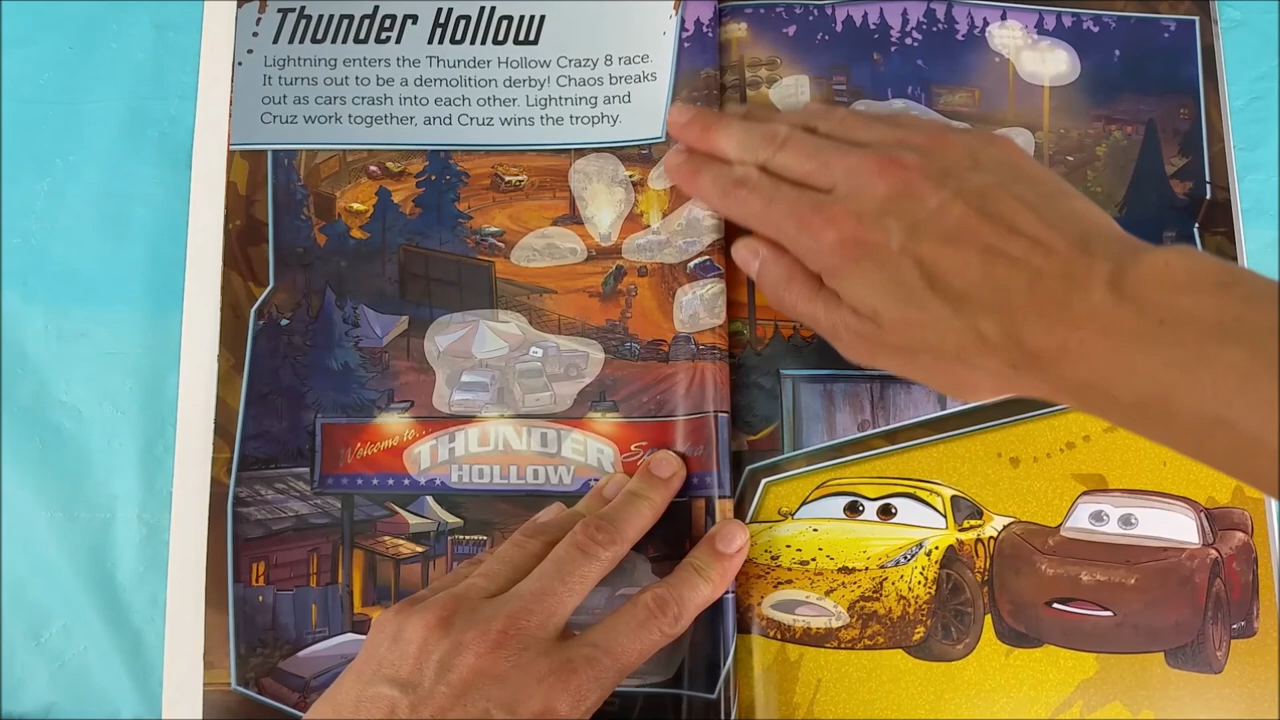 Thunder Hollow
Lightning enters the Thunder Hollow Crazy 8 race.
It turns out to be a demolition derby! Chaos breaks
out as cars crash into each other. Lightning and
Cruz work together, and Cruz wins the trophy.
Welcome to...
THUNDER
HOLLOW